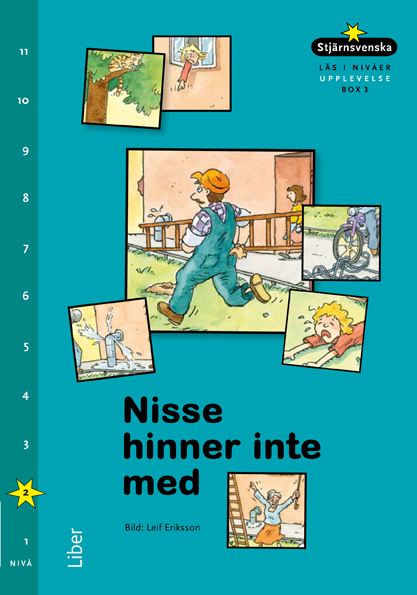 Stjärnsvenska
LÄS I NIVÅER
UPPLEVELSE
BOX 3
11
10
9
8
7
6
5
4
3
2
1
NIVÅ
Nisse
hinner inte
med
Bild: Leif Eriksson
Liber